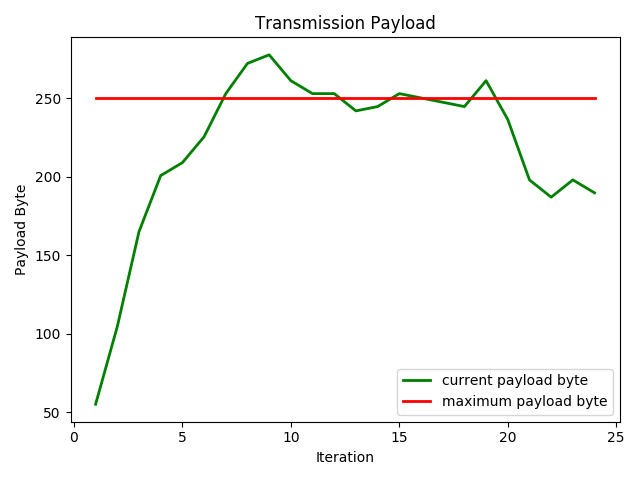 Transmission Payload
250
200
150
100
50
Payload Byte
0
5
10
15
20
25
Iteration
current payload byte
maximum payload byte